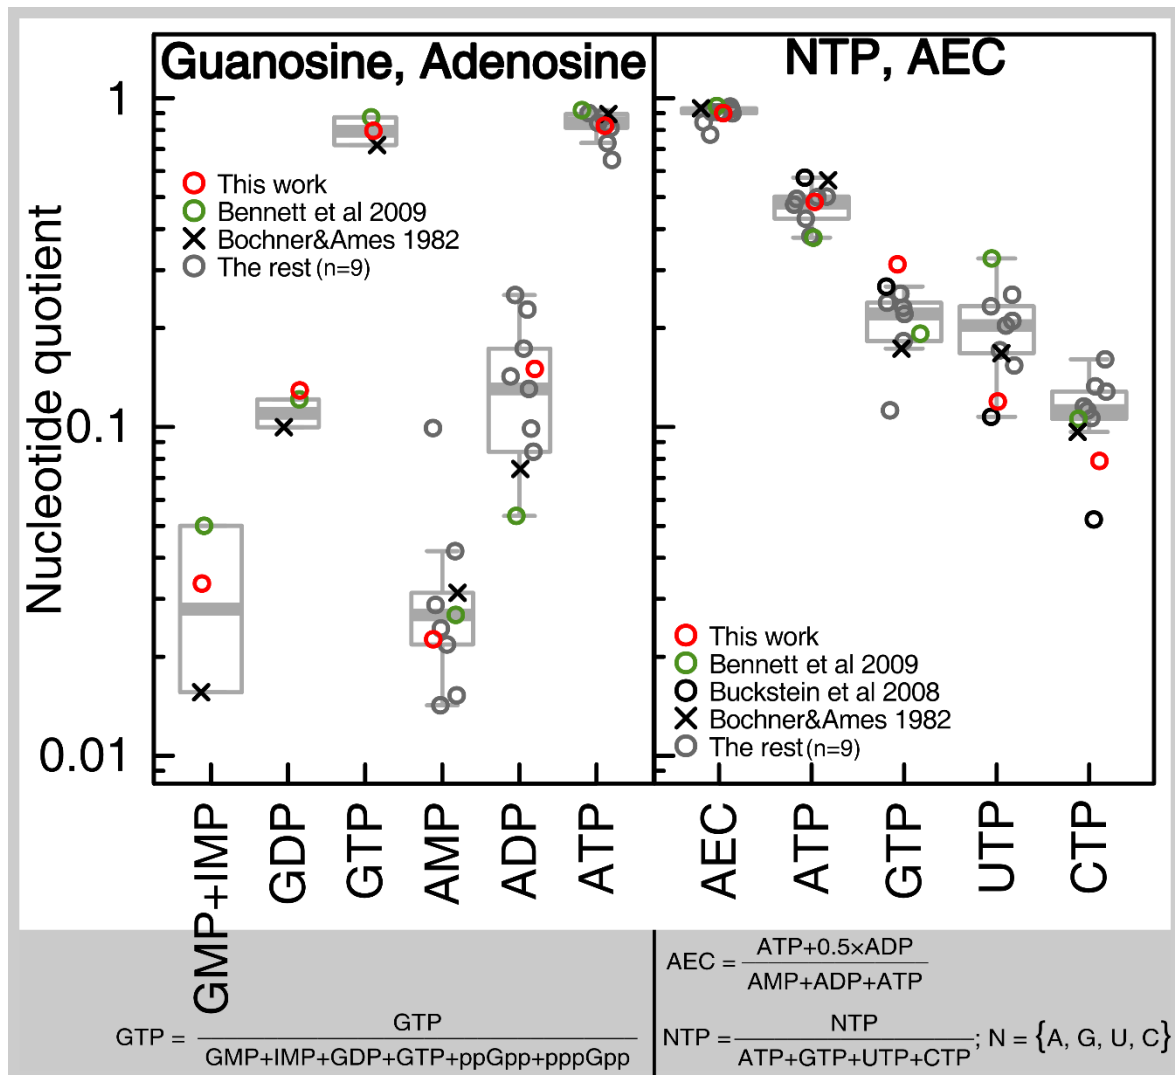 Guanosine, Adenosine
NTP, AEC
Nucleotide quotient
1
0.1
0.01
This work
Bennett et al 2009
Bochner&Ames 1982
The rest (n=9)
This work
Bennett et al 2009
Buckstein et al 2008
Bochner&Ames 1982
The rest (n=9)
GMP+IMP
GDP
GTP
AMP
ADP
ATP
AEC
ATP
GTP
UTP
CTP
GTP =
GTP
GMP+IMP+GDP+GTP+ppGpp+pppGpp
AEC =
ATP+0.5×ADP
AMP+ADP+ATP
NTP =
NTP
ATP+GTP+UTP+CTP
; N = {A, G, U, C}